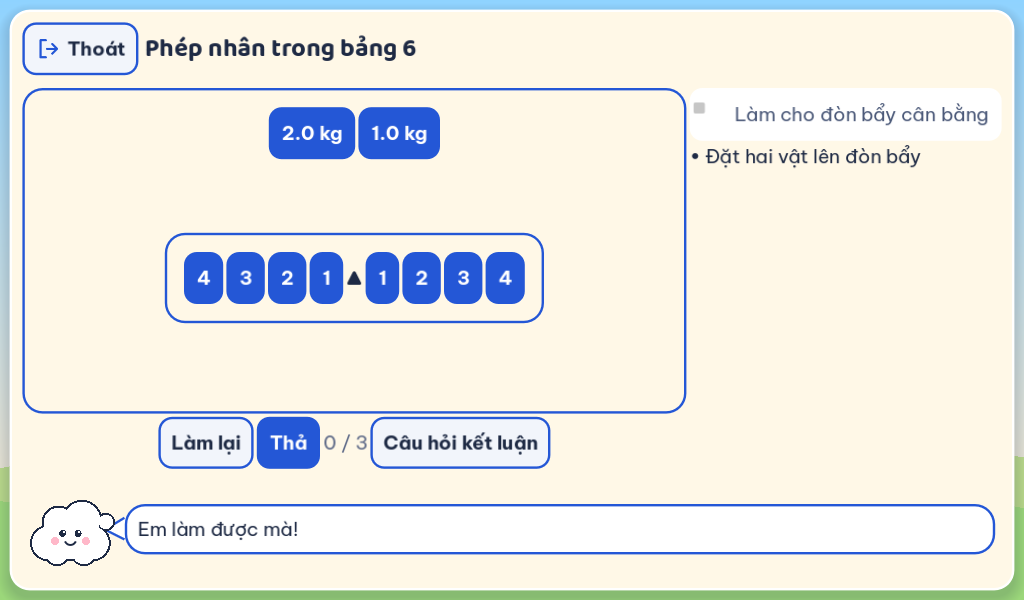 Thoát
Phép nhân trong bảng 6
2.0 kg 1.0 kg
4 3 2 1 ▲ 1 2 3 4
Làm cho đòn bẩy cân bằng
• Đặt hai vật lên đòn bẩy
Làm lại Thả 0 / 3 Câu hỏi kết luận
Em làm được mà!